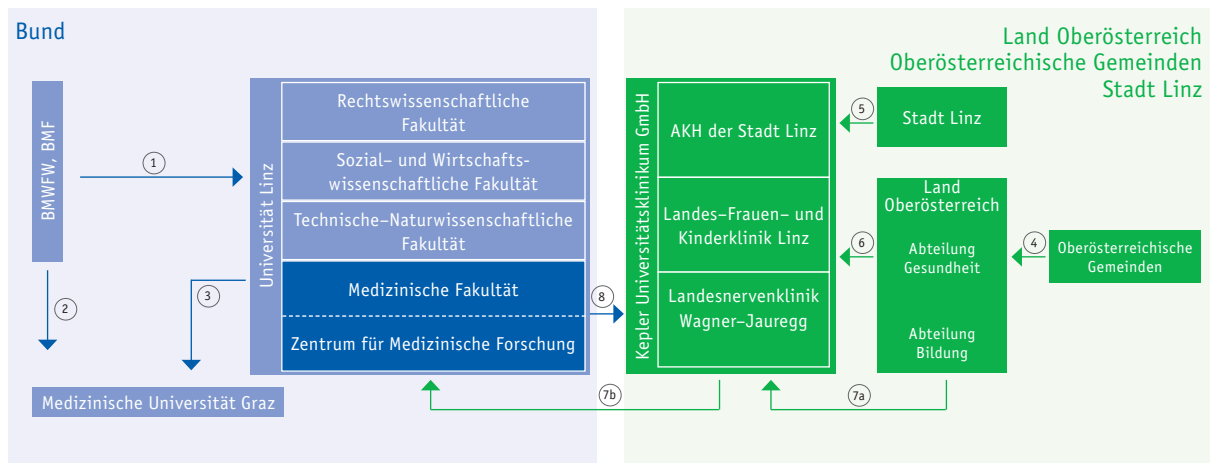 Bund
BMWFW, BMF
1
2
3
Universität Linz
Rechtswissenschaftliche
Fakultät
Sozial– und Wirtschafts-
wissenschaftliche Fakultät
Technische–Naturwissenschaftliche
Fakultät
Medizinische Fakultät
Zentrum für Medizinische Forschung
Medizinische Universität Graz
8
7b
Land Oberösterreich
Oberösterreichische Gemeinden
Stadt Linz
Kepler Universitätsklinikum GmbH
AKH der Stadt Linz
Landes–Frauen– und
Kinderklinik Linz
Landesnervenklinik
Wagner–Jauregg
5
Stadt Linz
6
Land
Oberösterreich
Abteilung
Gesundheit
Abteilung
Bildung
4
Oberösterreichische
Gemeinden
7a